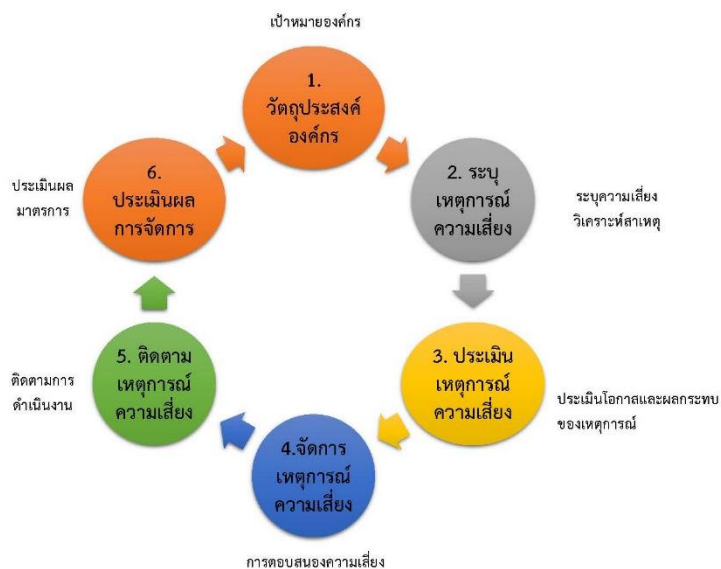 เป้าหมายองค์กร
1.
วัตถุประสงค์
องค์กร
2. ระบุ
เหตุการณ์
ความเสี่ยง
ระบุความเสี่ยง
วิเคราะห์สาเหตุ
3. ประเมิน
เหตุการณ์
ความเสี่ยง
ประเมินโอกาสและผลกระทบ
ของเหตุการณ์
4.จัดการ
เหตุการณ์
ความเสี่ยง
การตอบสนองความเสี่ยง
5. ติดตาม
เหตุการณ์
ความเสี่ยง
ติดตามการ
ดำเนินงาน
6.
ประเมินผล
การจัดการ
ประเมินผล
มาตรการ